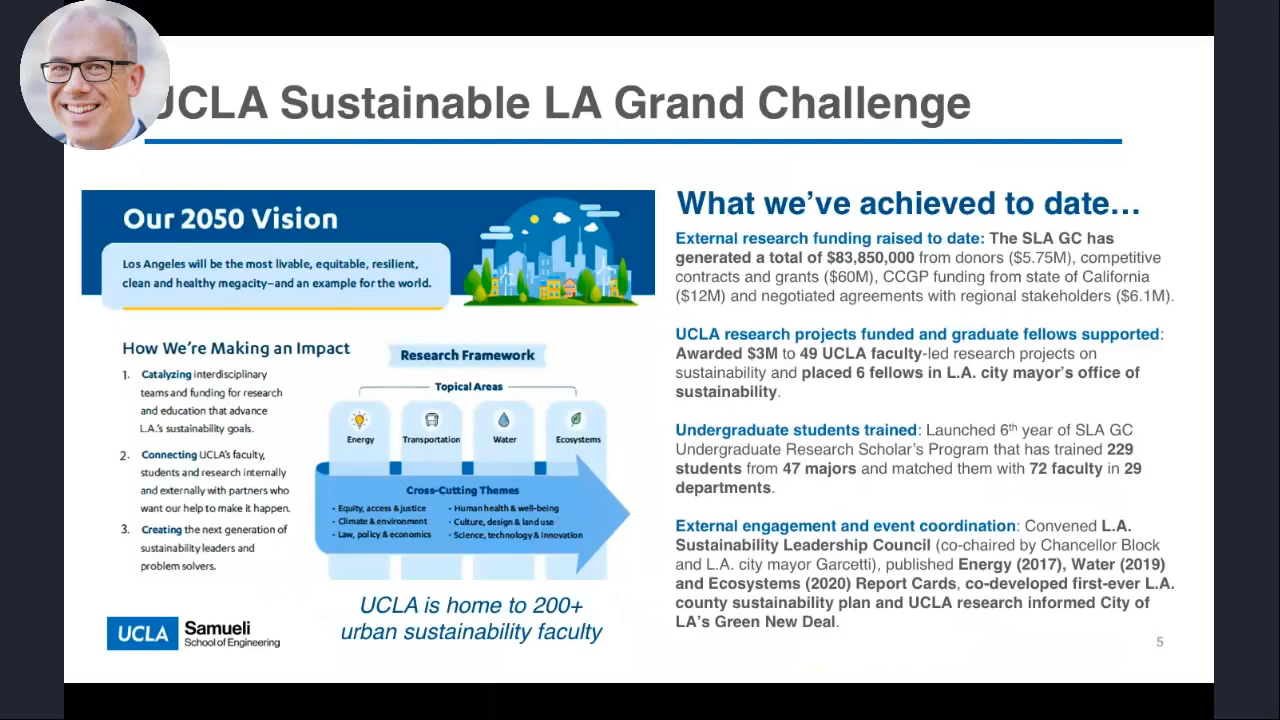 UCLA Sustainable LA Grand Challenge
Our 2050 Vision
Los Angeles will be the most livable, equitable, resilient,
clean and healthy megacity–and an example for the world.
How We're Making an Impact
1. Catalyzing interdisciplinary
teams and funding for research
and education that advance
L.A.'s sustainability goals.
2. Connecting UCLA's faculty,
students and research internally
and externally with partners who
want our help to make it happen.
3. Creating the next generation of
sustainability leaders and
problem solvers.
Research Framework
Topical Areas
Energy
Transportation
Water
Ecosystems
Cross-Cutting Themes
• Equity, access & justice
• Climate & environment
• Law, policy & economics
• Human health & well-being
• Culture, design & land use
• Science, technology & innovation
UCLA is home to 200+
urban sustainability faculty
UCLA Samueli
School of Engineering
What we've achieved to date…
External research funding raised to date: The SLA GC has
generated a total of $83,850,000 from donors ($5.75M), competitive
contracts and grants ($60M), CCGP funding from state of California
($12M) and negotiated agreements with regional stakeholders ($6.1M).
UCLA research projects funded and graduate fellows supported:
Awarded $3M to 49 UCLA faculty-led research projects on
sustainability and placed 6 fellows in L.A. city mayor's office of
sustainability.
Undergraduate students trained: Launched 6th year of SLA GC
Undergraduate Research Scholar's Program that has trained 229
students from 47 majors and matched them with 72 faculty in 29
departments.
External engagement and event coordination: Convened L.A.
Sustainability Leadership Council (co-chaired by Chancellor Block
and L.A. city mayor Garcetti), published Energy (2017), Water (2019)
and Ecosystems (2020) Report Cards, co-developed first-ever L.A.
county sustainability plan and UCLA research informed City of
LA's Green New Deal.
5